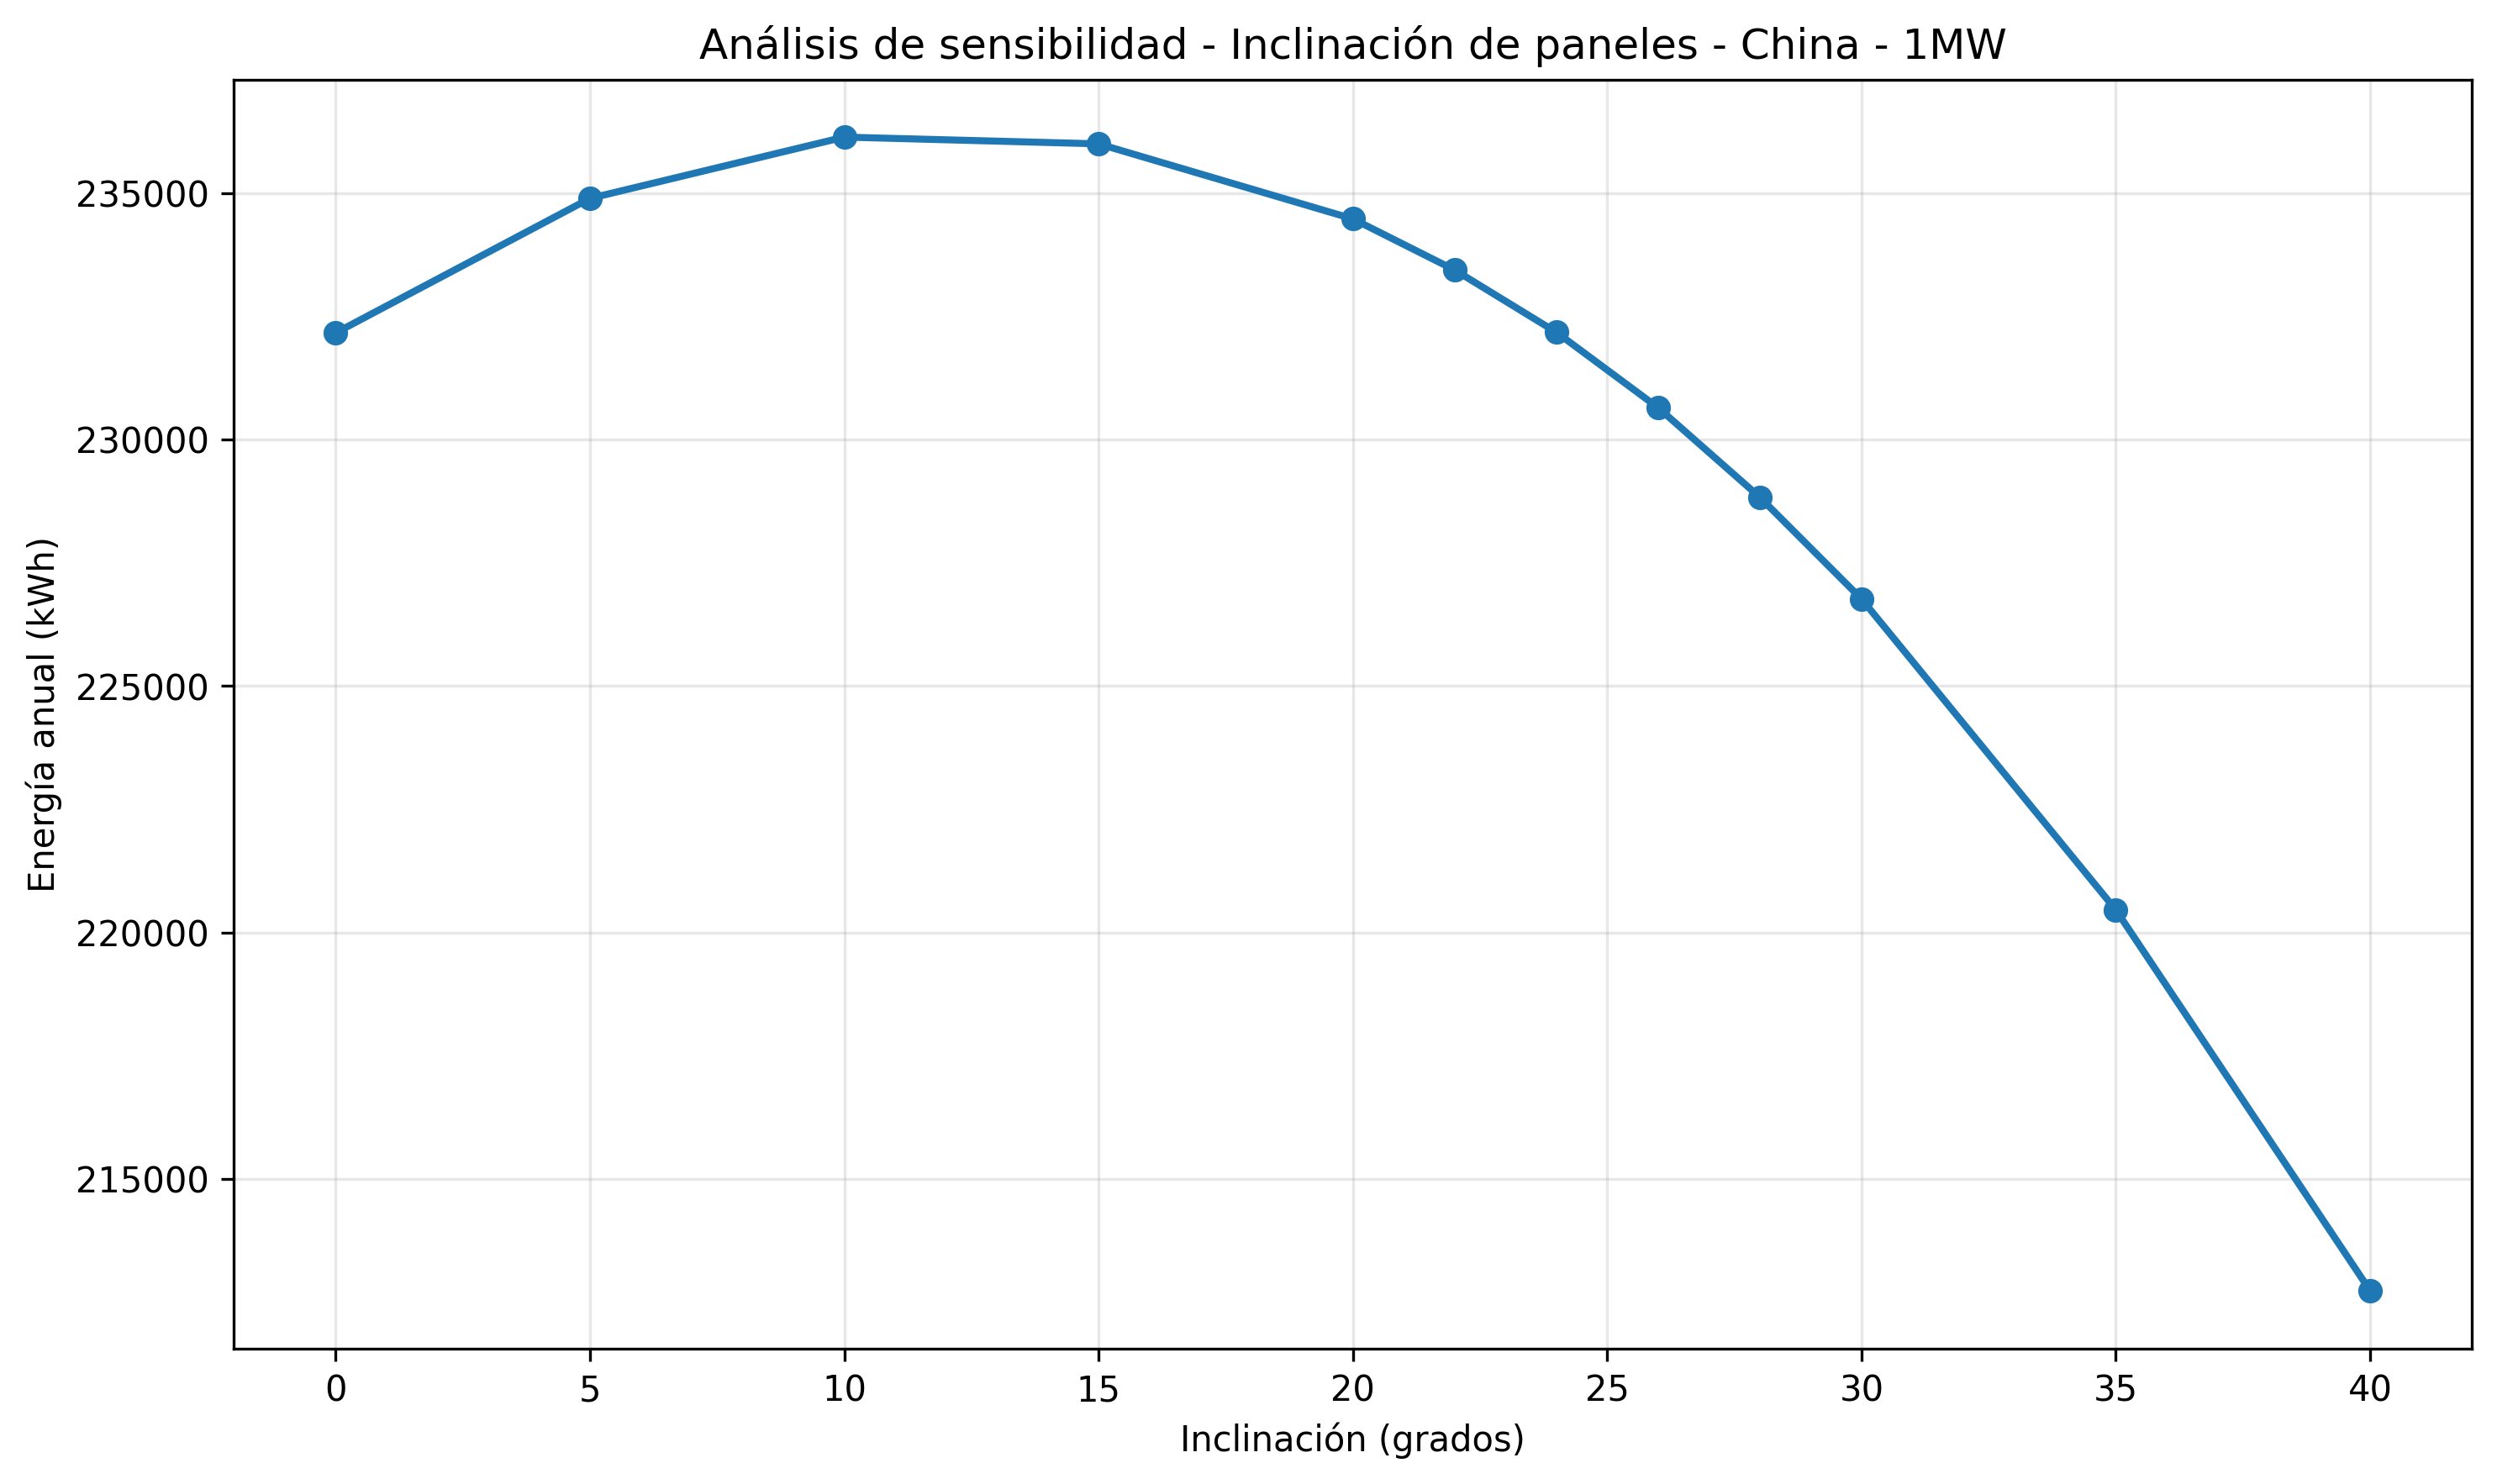 Análisis de sensibilidad - Inclinación de paneles - China - 1MW
Energía anual (kWh)
235000
230000
225000
220000
215000
0 5 10 15 20 25 30 35 40
Inclinación (grados)